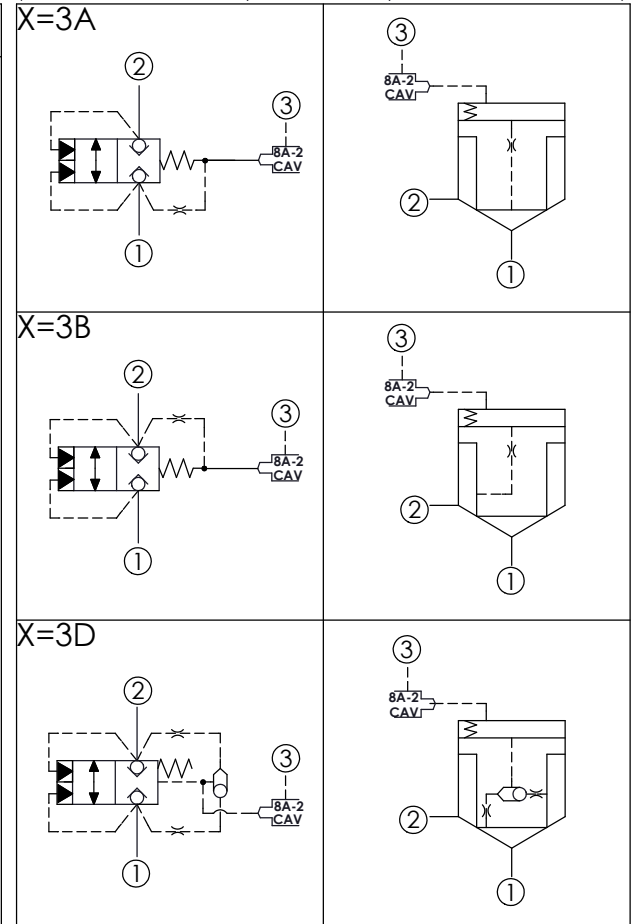 X=3A
②
③
8A-2
CAV
①
③
8A-2
CAV
②
①
X=3B
②
③
8A-2
CAV
①
③
8A-2
CAV
②
①
X=3D
②
③
8A-2
CAV
①
③
8A-2
CAV
②
①